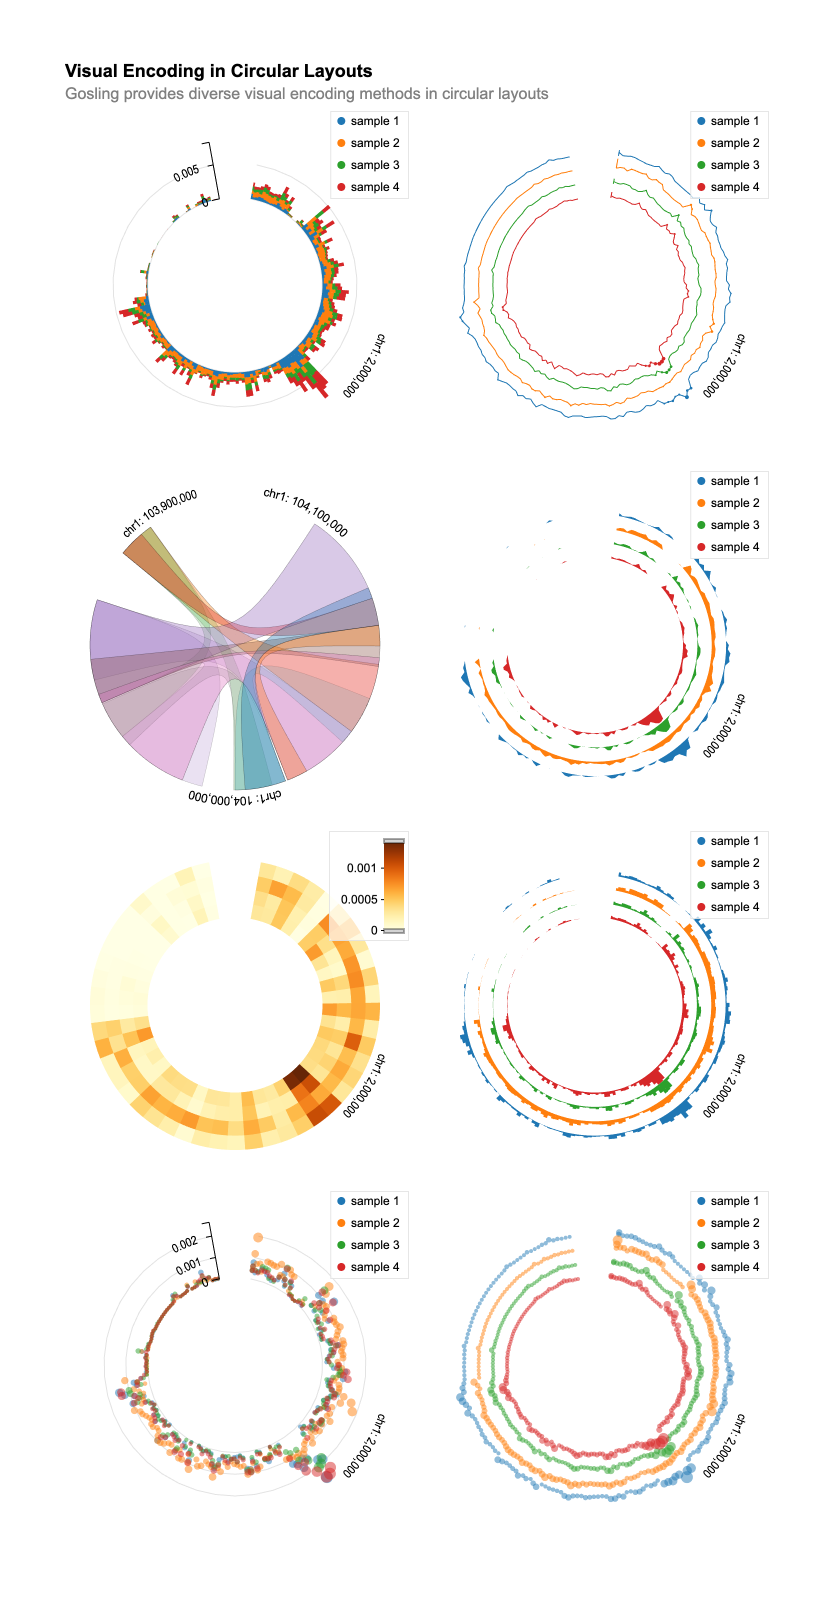 Visual Encoding in Circular Layouts
Gosling provides diverse visual encoding methods in circular layouts
sample 1
sample 2
sample 3
sample 4
0.005
0
chr1: 2,000,000
sample 1
sample 2
sample 3
sample 4
chr1: 2,000,000
chr1: 103,900,000
chr1: 104,100,000
chr1: 104,000,000
sample 1
sample 2
sample 3
sample 4
chr1: 2,000,000
0.001
0.0005
0
chr1: 2,000,000
sample 1
sample 2
sample 3
sample 4
chr1: 2,000,000
sample 1
sample 2
sample 3
sample 4
0.002
0.001
0
chr1: 2,000,000
sample 1
sample 2
sample 3
sample 4
chr1: 2,000,000